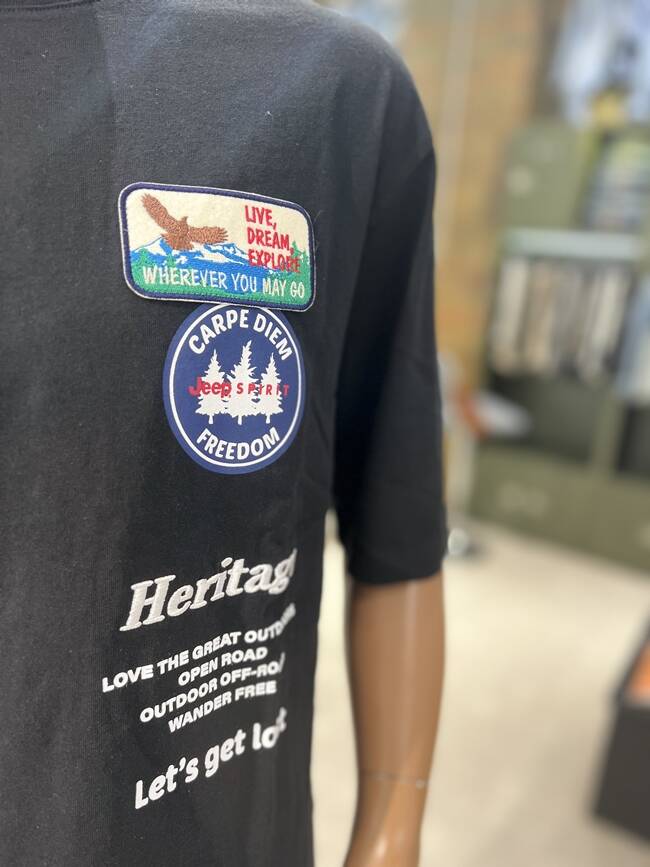 LIVE,
DREAM,
EXPLORE
WHEREVER YOU MAY GO
CARPE DIEM
Jeep SPIRIT
FREEDOM
Heritage
LOVE THE GREAT
OPEN ROAD
OUTDOOR
WANDER FREE
Let's get